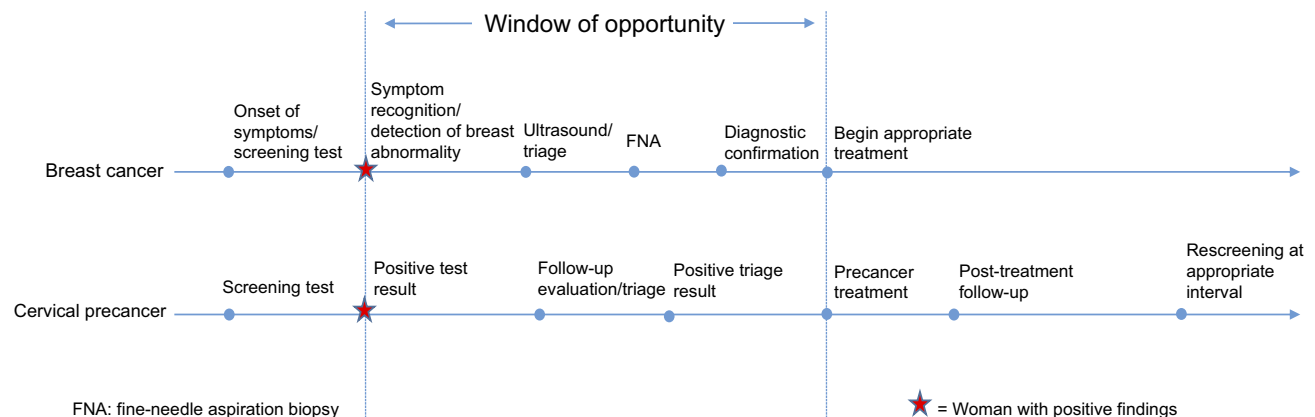 Window of opportunity
Onset of
symptoms/
screening test
Symptom
recognition/
detection of breast
abnormality
Ultrasound/
triage
FNA
Diagnostic
confirmation
Begin appropriate
treatment
Breast cancer
Screening test
Positive test
result
Follow-up
evaluation/triage
Positive triage
result
Precancer
treatment
Post-treatment
follow-up
Rescreening at
appropriate
interval
Cervical precancer
FNA: fine-needle aspiration biopsy
= Woman with positive findings